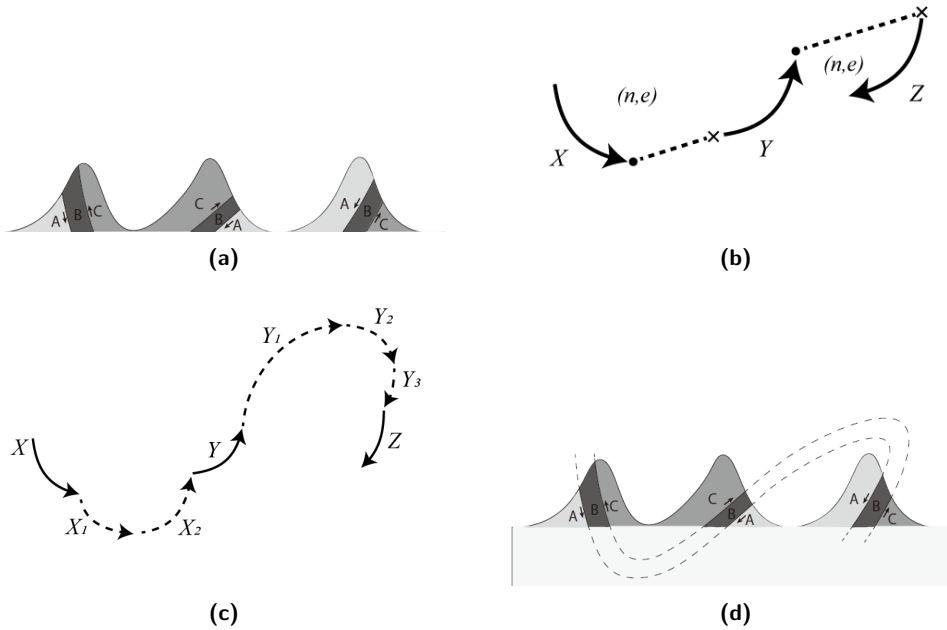 A B C
C B A
A B C
(a)
(n,e)
(n,e)
X
Y
Z
(b)
Y1
Y2
Y3
X
Y
Z
X1
X2
(c)
A B C
C B A
A B C
(d)